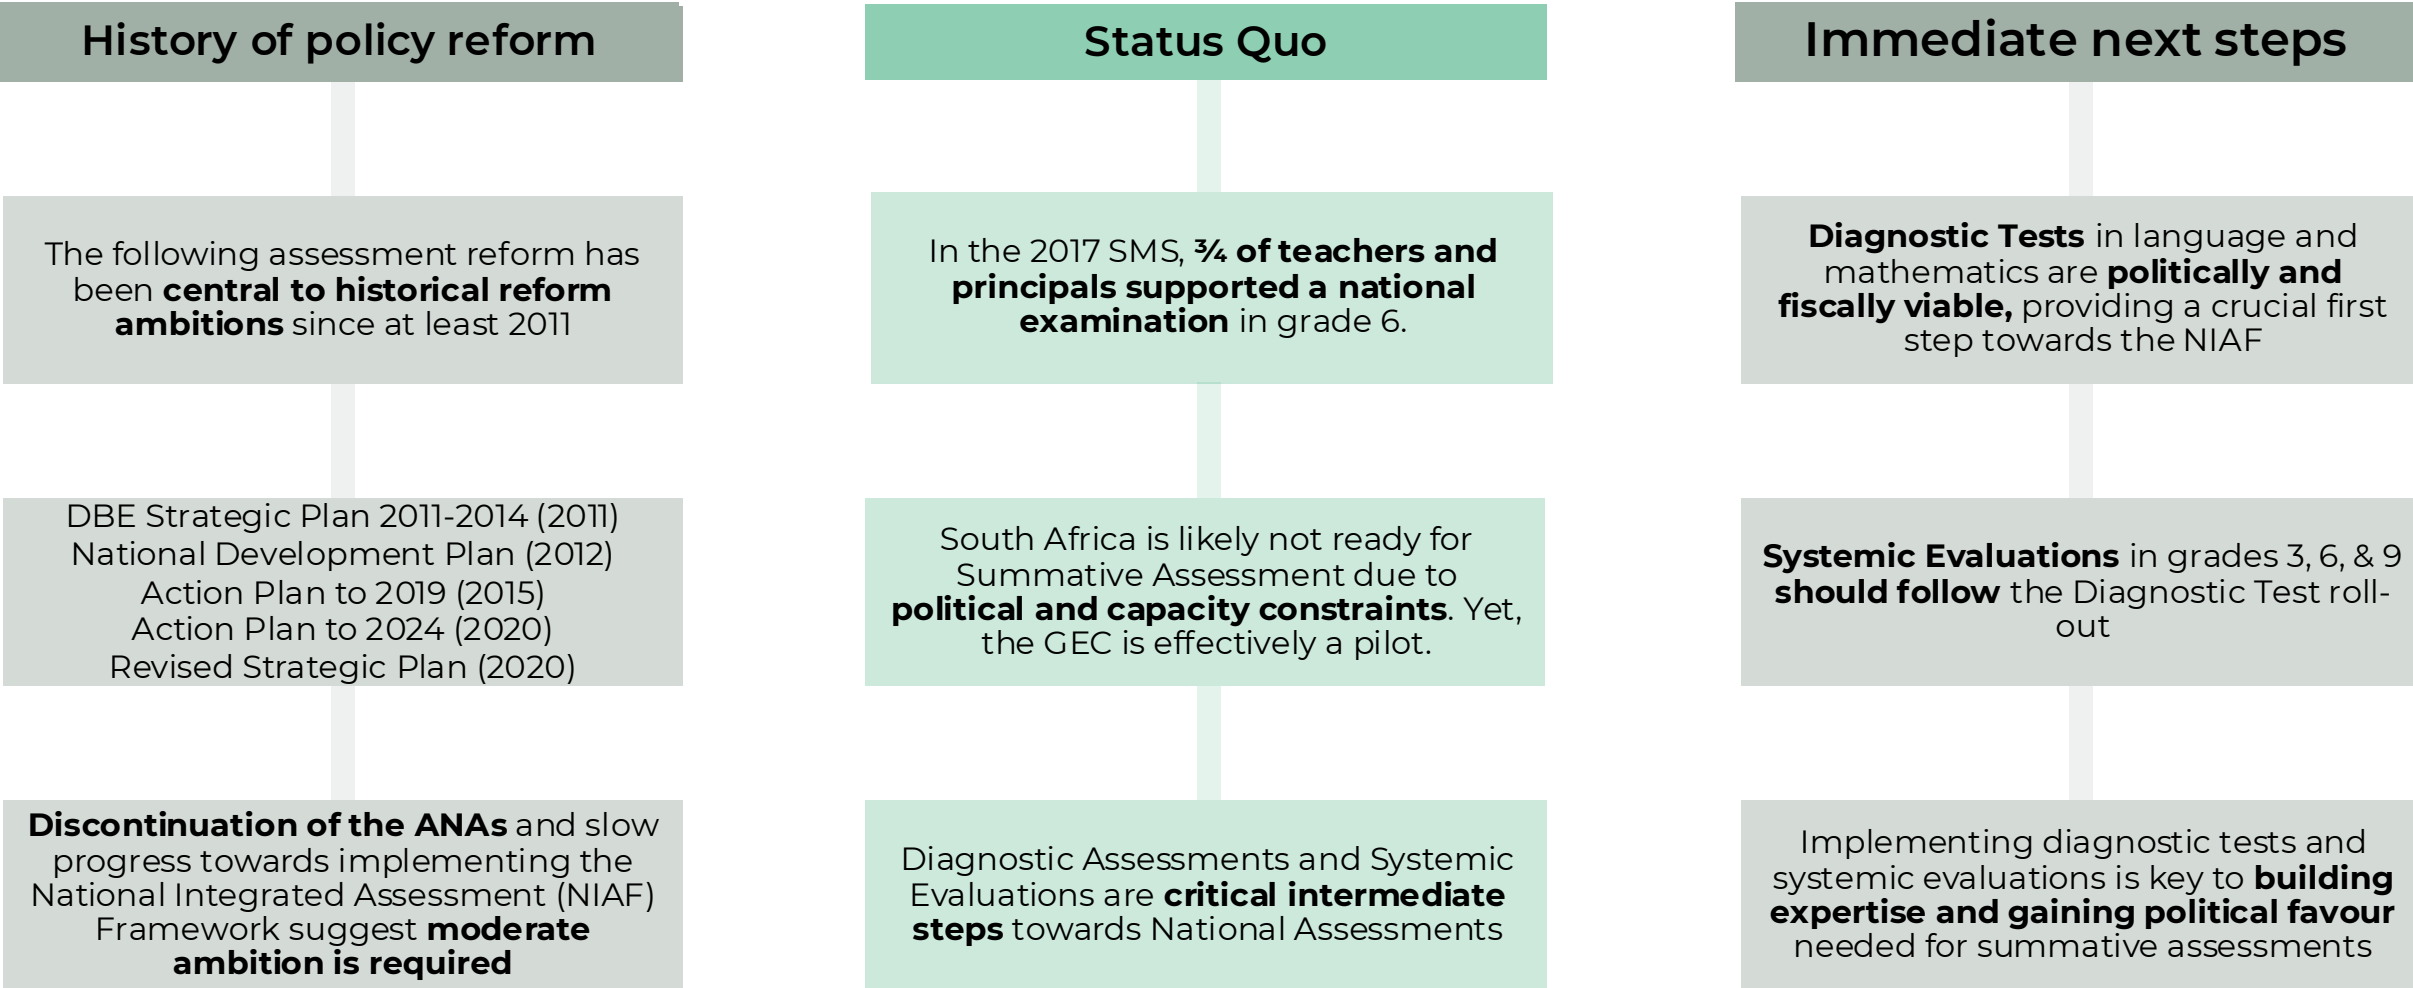 History of policy reform
The following assessment reform has
been central to historical reform
ambitions since at least 2011
DBE Strategic Plan 2011-2014 (2011)
National Development Plan (2012)
Action Plan to 2019 (2015)
Action Plan to 2024 (2020)
Revised Strategic Plan (2020)
Discontinuation of the ANAs and slow
progress towards implementing the
National Integrated Assessment (NIAF)
Framework suggest moderate
ambition is required
Status Quo
In the 2017 SMS, ¾ of teachers and
principals supported a national
examination in grade 6.
South Africa is likely not ready for
Summative Assessment due to
political and capacity constraints. Yet,
the GEC is effectively a pilot.
Diagnostic Assessments and Systemic
Evaluations are critical intermediate
steps towards National Assessments
Immediate next steps
Diagnostic Tests in language and
mathematics are politically and
fiscally viable, providing a crucial first
step towards the NIAF
Systemic Evaluations in grades 3, 6, & 9
should follow the Diagnostic Test roll-
out
Implementing diagnostic tests and
systemic evaluations is key to building
expertise and gaining political favour
needed for summative assessments